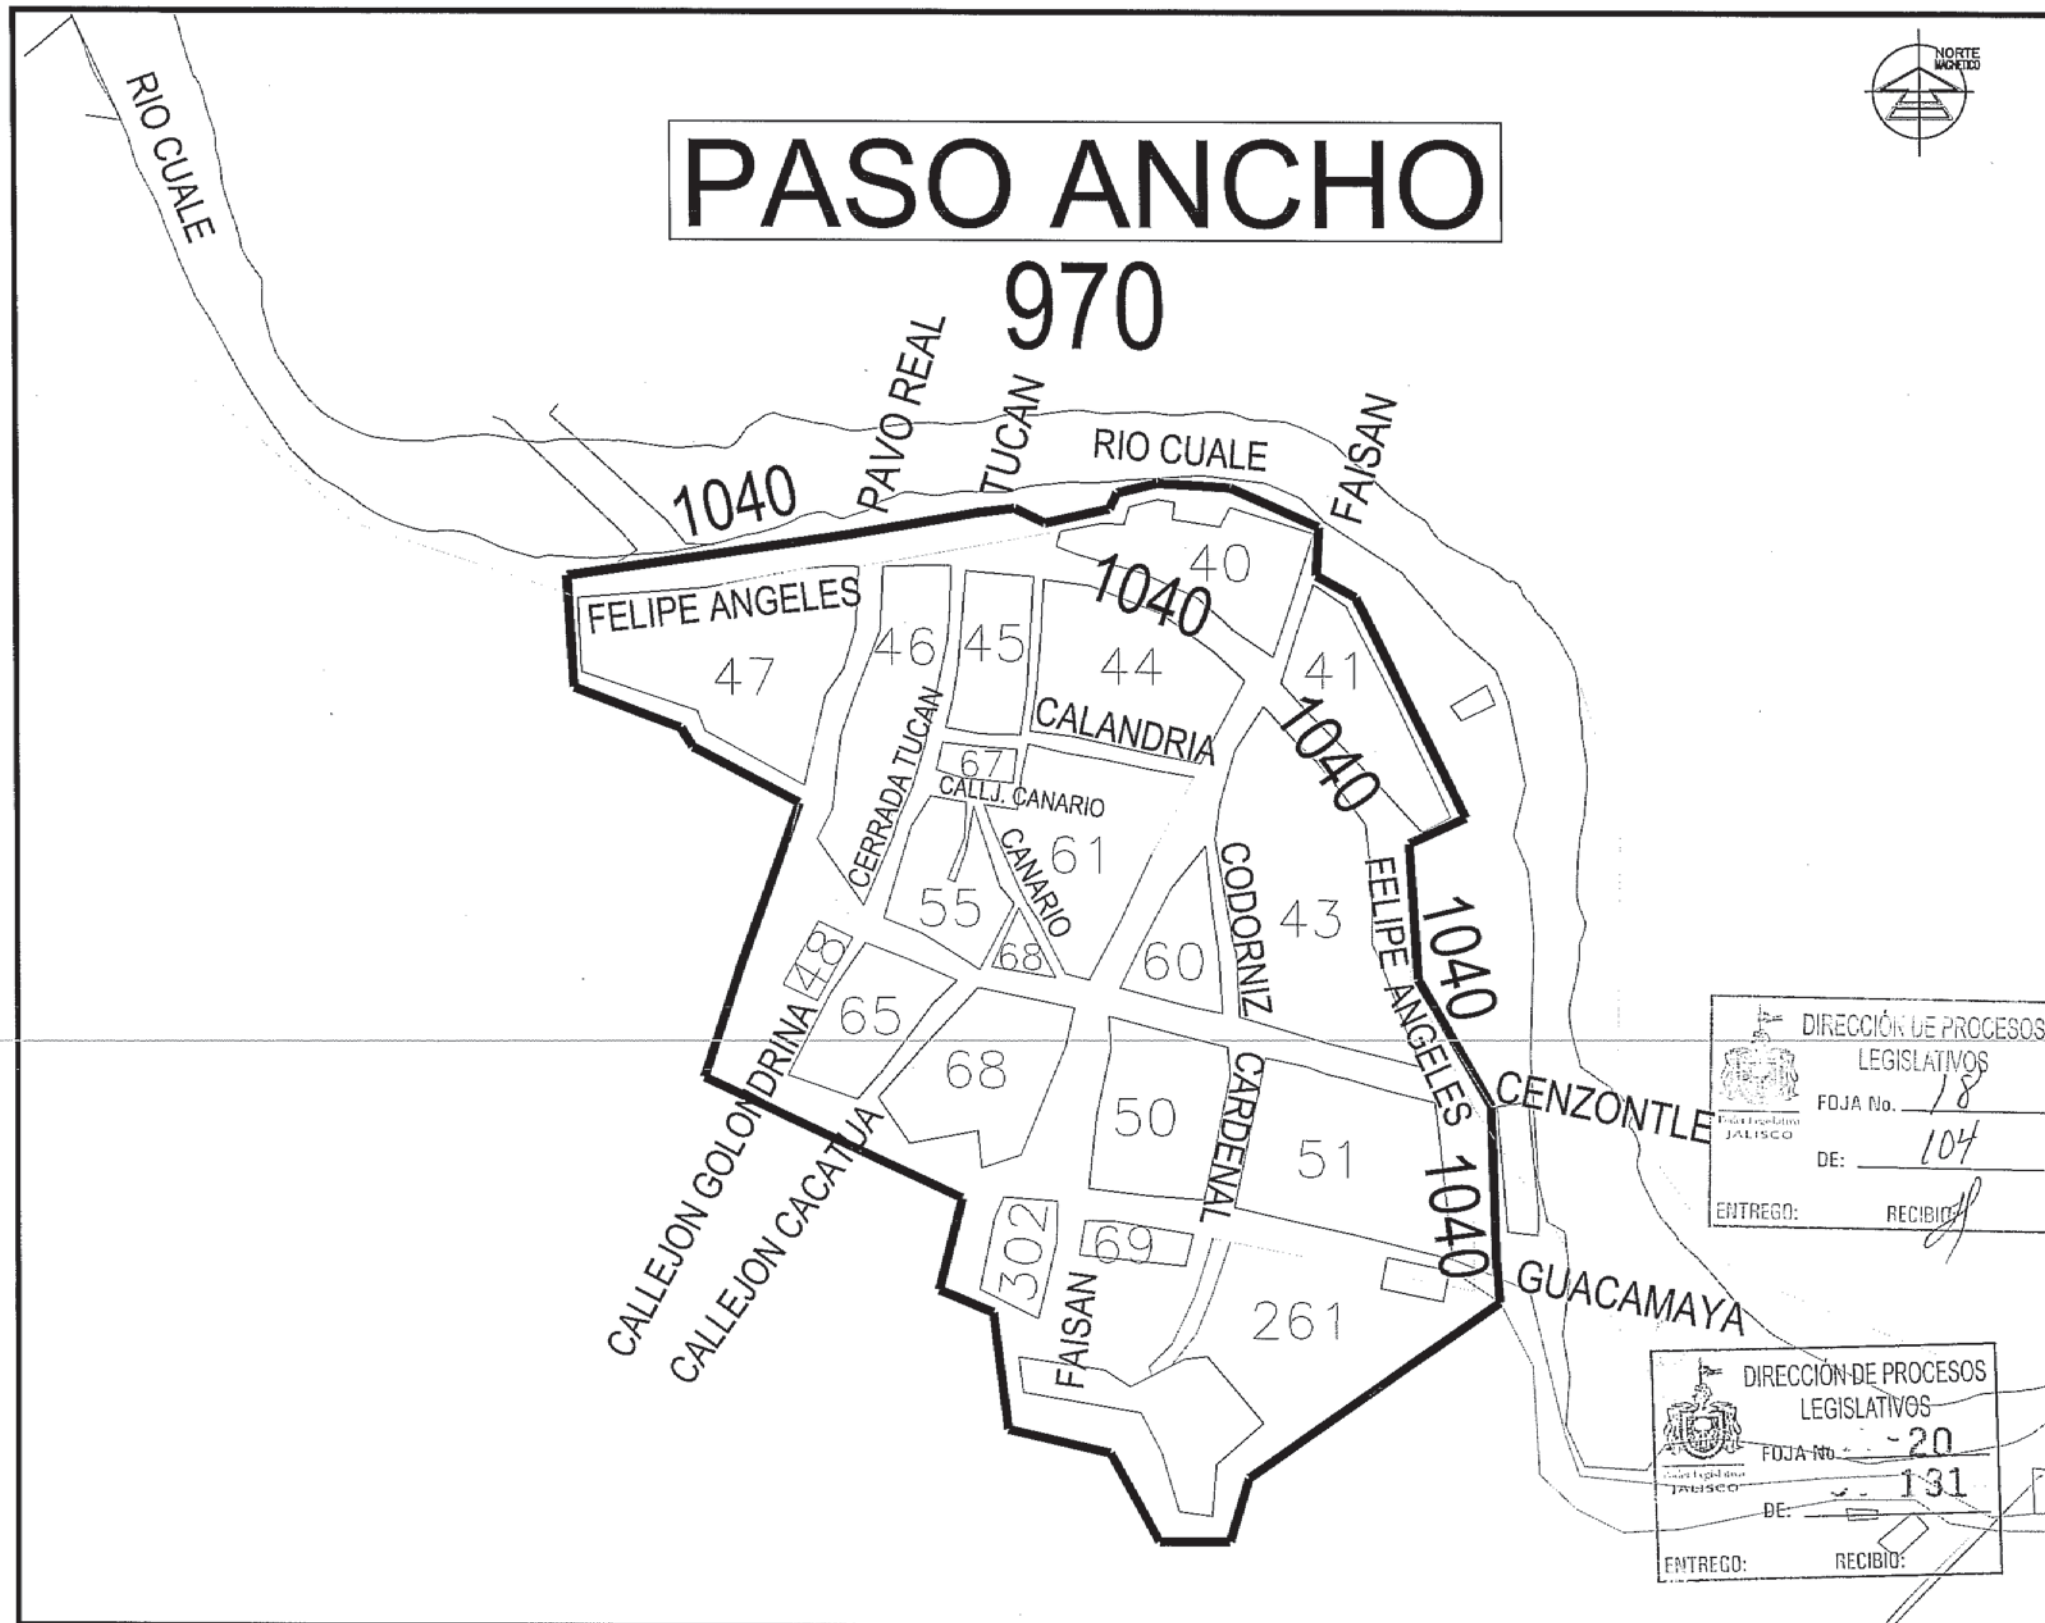 NORTE
MAGNETICO
RIO CUALE
PASO ANCHO
970
PAVO REAL
TUCAN
FAISAN
RIO CUALE
1040
FELIPE ANGELES
40
1040
47
46
45
44
41
CALANDRIA
1040
CERRADA TUCAN
67
CALLJ. CANARIO
CANARIO
61
55
68
60
CODORNIZ
43
FELIPE ANGELES
1040
48
65
68
50
CARDENAL
51
CENZONTLE
1040
CALLEJON GOLONDRINA
CALLEJON CACATUA
302
69
FAISAN
261
GUACAMAYA
DIRECCIÓN DE PROCESOS
LEGISLATIVOS
FOJA No. 18
JALISCO
DE: 104
ENTREGO: RECIBIO:
DIRECCIÓN DE PROCESOS
LEGISLATIVOS
FOJA No. 20
JALISCO
DE: 131
ENTREGO: RECIBIO: